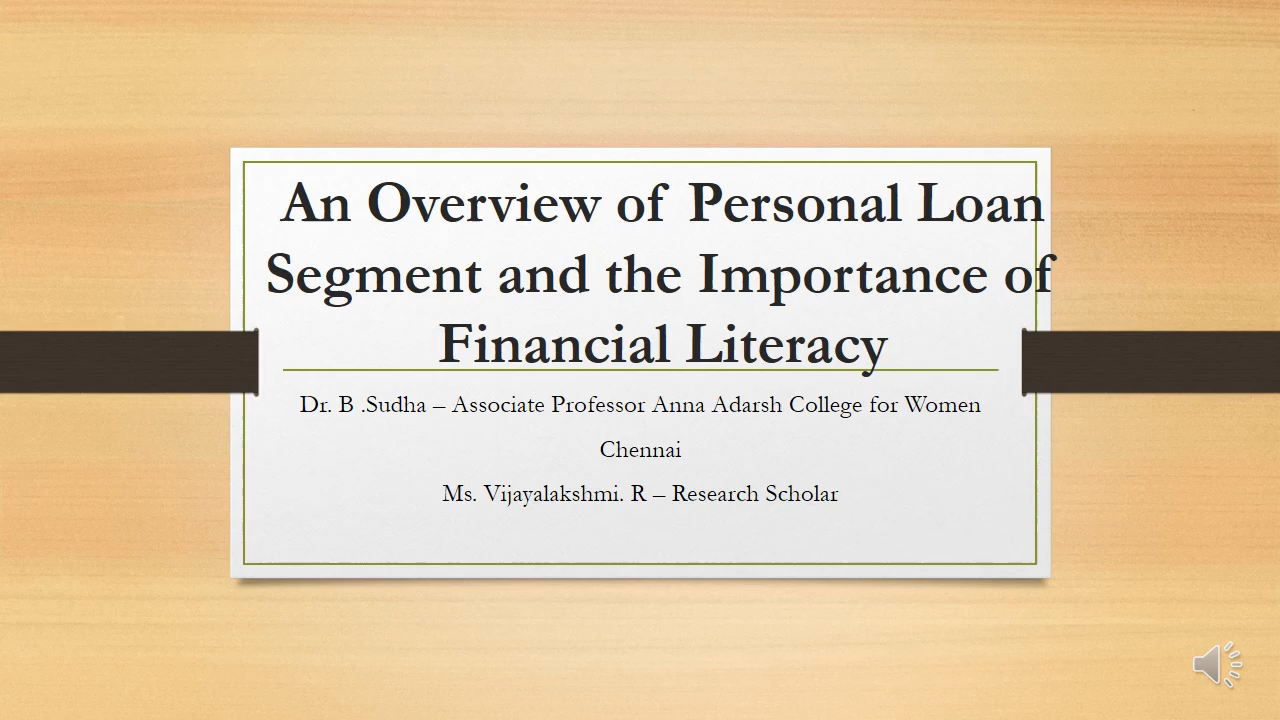 An Overview of Personal Loan
Segment and the Importance of
Financial Literacy
Dr. B .Sudha – Associate Professor Anna Adarsh College for Women
Chennai
Ms. Vijayalakshmi. R – Research Scholar